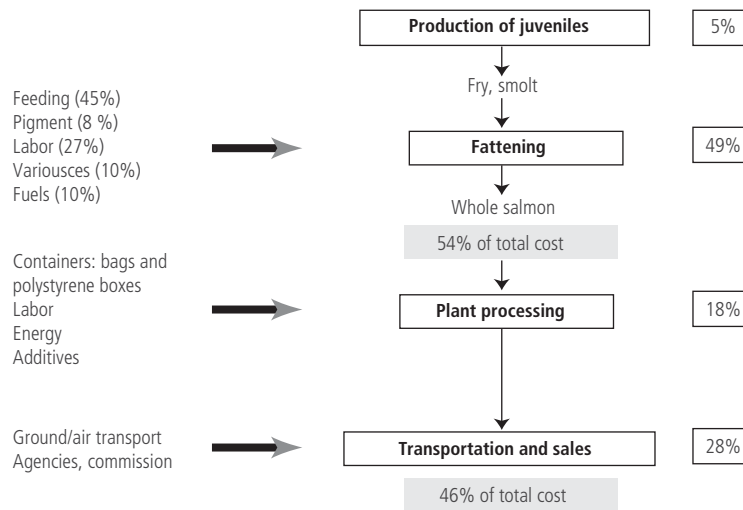 Production of juveniles
5%
Fry, smolt
Feeding (45%)
Pigment (8 %)
Labor (27%)
Variousces (10%)
Fuels (10%)
Fattening
49%
Whole salmon
54% of total cost
Containers: bags and
polystyrene boxes
Labor
Energy
Additives
Plant processing
18%
Ground/air transport
Agencies, commission
Transportation and sales
28%
46% of total cost